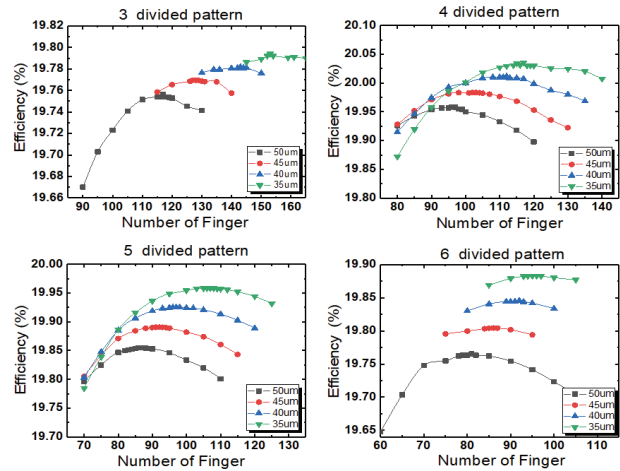 3 divided pattern
19.82
19.80
19.78
19.76
19.74
19.72
19.70
19.68
19.66
Efficiency (%)
90 100 110 120 130 140 150 160
Number of Finger
50um
45um
40um
35um
4 divided pattern
20.10
20.05
20.00
19.95
19.90
19.85
19.80
Efficiency (%)
80 90 100 110 120 130 140
Number of Finger
50um
45um
40um
35um
5 divided pattern
20.00
19.95
19.90
19.85
19.80
19.75
19.70
Efficiency (%)
70 80 90 100 110 120 130
Number of Finger
50um
45um
40um
35um
6 divided pattern
19.90
19.85
19.80
19.75
19.70
19.65
Efficiency (%)
60 70 80 90 100 110
Number of Finger
50um
45um
40um
35um